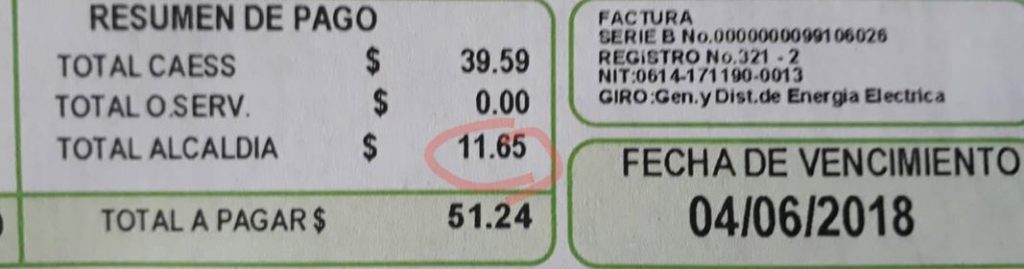 RESUMEN DE PAGO
TOTAL CAESS $ 39.59
TOTAL O.SERV. $ 0.00
TOTAL ALCALDIA $ 11.65
TOTAL A PAGAR $ 51.24
FACTURA
SERIE B No.0000000099106026
REGISTRO No.321 - 2
NIT:0614-171190-0013
GIRO:Gen.y Dist.de Energia Electrica
FECHA DE VENCIMIENTO
04/06/2018